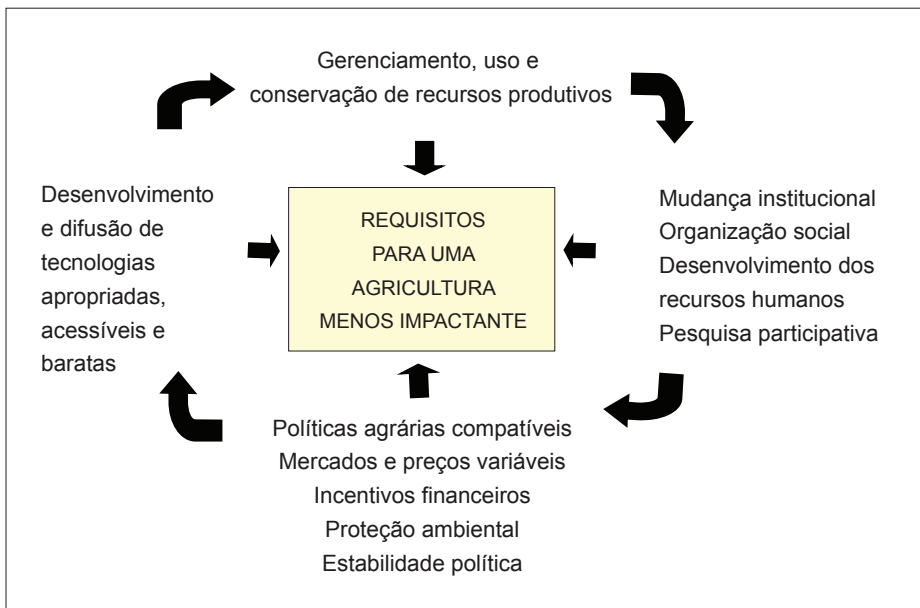 Gerenciamento, uso e
conservação de recursos produtivos
Desenvolvimento
e difusão de
tecnologias
apropriadas,
acessíveis e
baratas
REQUISITOS
PARA UMA
AGRICULTURA
MENOS IMPACTANTE
Mudança institucional
Organização social
Desenvolvimento dos
recursos humanos
Pesquisa participativa
Políticas agrárias compatíveis
Mercados e preços variáveis
Incentivos financeiros
Proteção ambiental
Estabilidade política